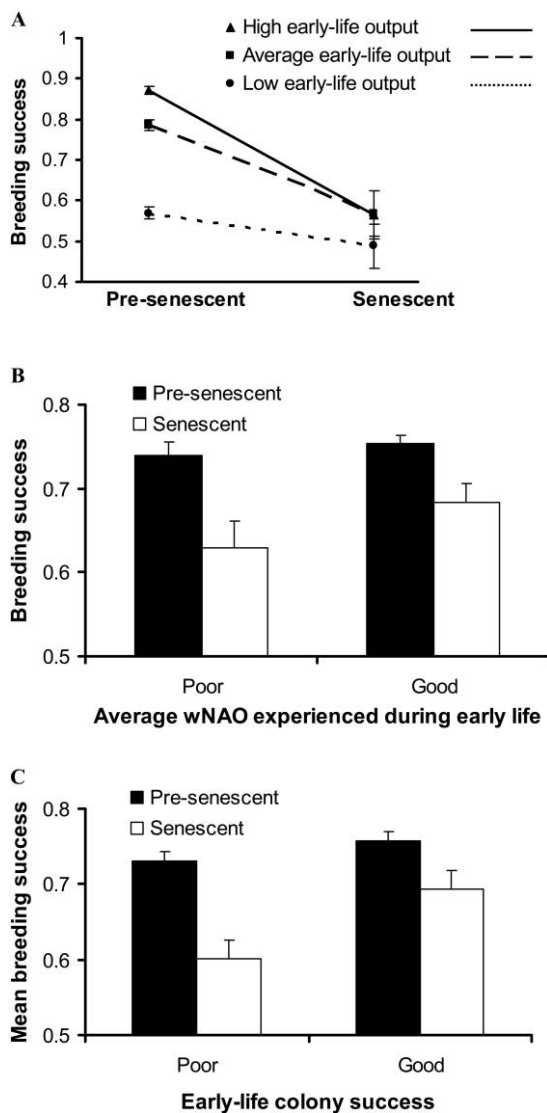 A
High early-life output
Average early-life output
Low early-life output
Breeding success
1
0.9
0.8
0.7
0.6
0.5
0.4
Pre-senescent Senescent
B
Pre-senescent
Senescent
Breeding success
0.8
0.7
0.6
0.5
Poor Good
Average wNAO experienced during early life
C
Pre-senescent
Senescent
Mean breeding success
0.8
0.7
0.6
0.5
Poor Good
Early-life colony success